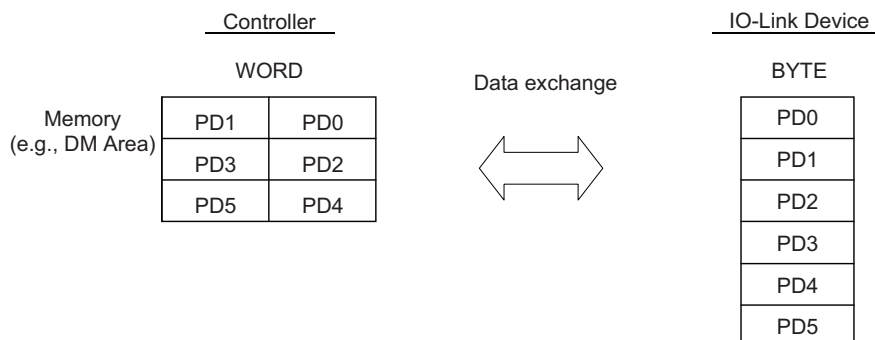 Controller
IO-Link Device
WORD
BYTE
Data exchange
Memory
(e.g., DM Area)
PD1 PD0
PD3 PD2
PD5 PD4
PD0
PD1
PD2
PD3
PD4
PD5